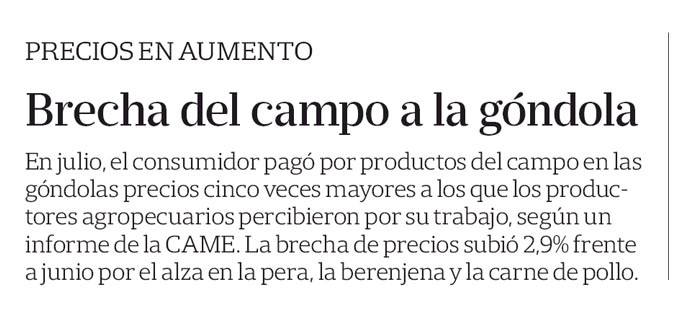 PRECIOS EN AUMENTO
Brecha del campo a la góndola
En julio, el consumidor pagó por productos del campo en las
góndolas precios cinco veces mayores a los que los produc-
tores agropecuarios percibieron por su trabajo, según un
informe de la CAME. La brecha de precios subió 2,9% frente
a junio por el alza en la pera, la berenjena y la carne de pollo.